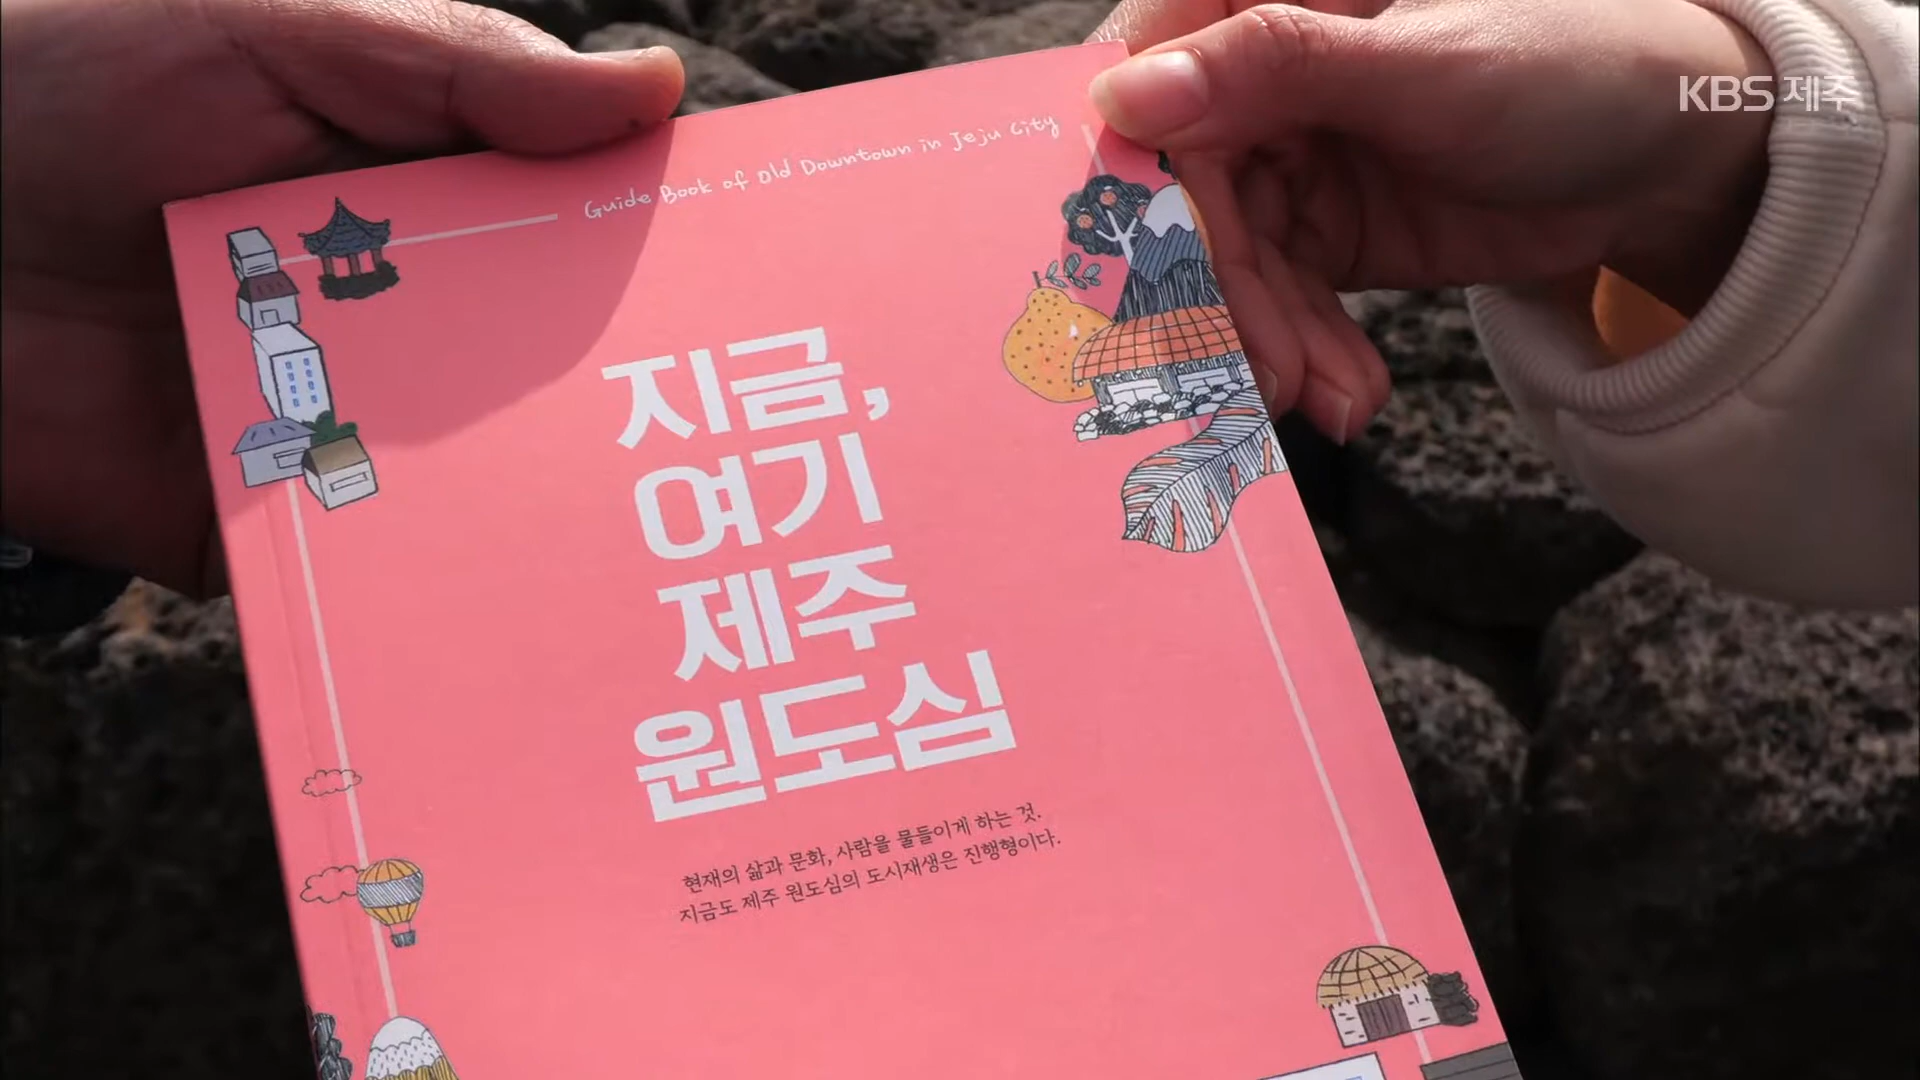 KBS 제주
Guide Book of Old Downtown in Jeju City
지금,
여기
제주
원도심
현재의 삶과 문화, 사람을 물들이게 하는 것.
지금도 제주 원도심의 도시재생은 진행형이다.